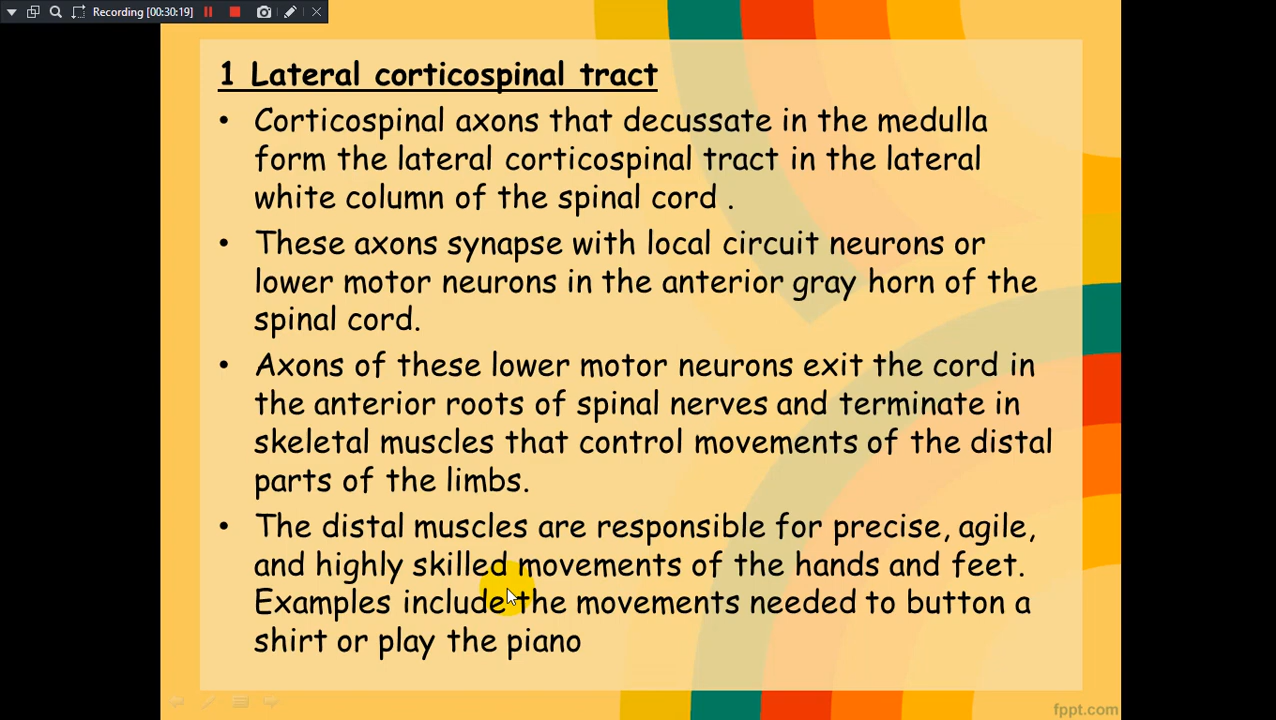 Recording [00:30:19]
1 Lateral corticospinal tract
• Corticospinal axons that decussate in the medulla
form the lateral corticospinal tract in the lateral
white column of the spinal cord .
• These axons synapse with local circuit neurons or
lower motor neurons in the anterior gray horn of the
spinal cord.
• Axons of these lower motor neurons exit the cord in
the anterior roots of spinal nerves and terminate in
skeletal muscles that control movements of the distal
parts of the limbs.
• The distal muscles are responsible for precise, agile,
and highly skilled movements of the hands and feet.
Examples include the movements needed to button a
shirt or play the piano
fppt.com